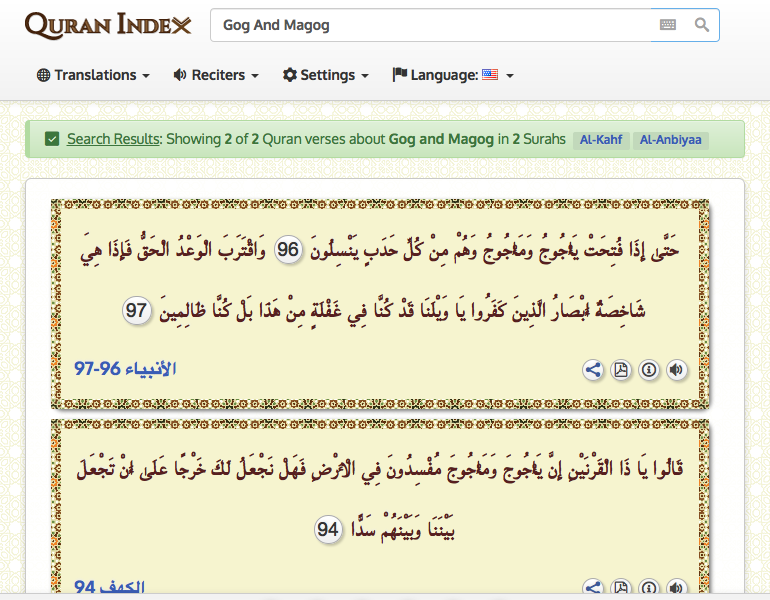 QURAN INDEX
Gog And Magog
Translations Reciters Settings Language:
Search Results: Showing 2 of 2 Quran verses about Gog and Magog in 2 Surahs Al-Kahf Al-Anbiyaa
حَتَّىٰ إِذَا فُتِحَتْ يَأْجُوجُ وَمَأْجُوجُ وَهُمْ مِنْ كُلِّ حَدَبٍ يَنْسِلُونَ 96 وَاقْتَرَبَ الْوَعْدُ الْحَقُّ فَإِذَا هِيَ
شَاخِصَةٌ أَبْصَارُ الَّذِينَ كَفَرُوا يَا وَيْلَنَا قَدْ كُنَّا فِي غَفْلَةٍ مِنْ هَٰذَا بَلْ كُنَّا ظَالِمِينَ 97
الأنبياء 96-97
قَالُوا يَا ذَا الْقَرْنَيْنِ إِنَّ يَأْجُوجَ وَمَأْجُوجَ مُفْسِدُونَ فِي الْأَرْضِ فَهَلْ نَجْعَلُ لَكَ خَرْجًا عَلَىٰ أَنْ تَجْعَلَ
بَيْنَنَا وَبَيْنَهُمْ سَدًّا 94
الكهف 94